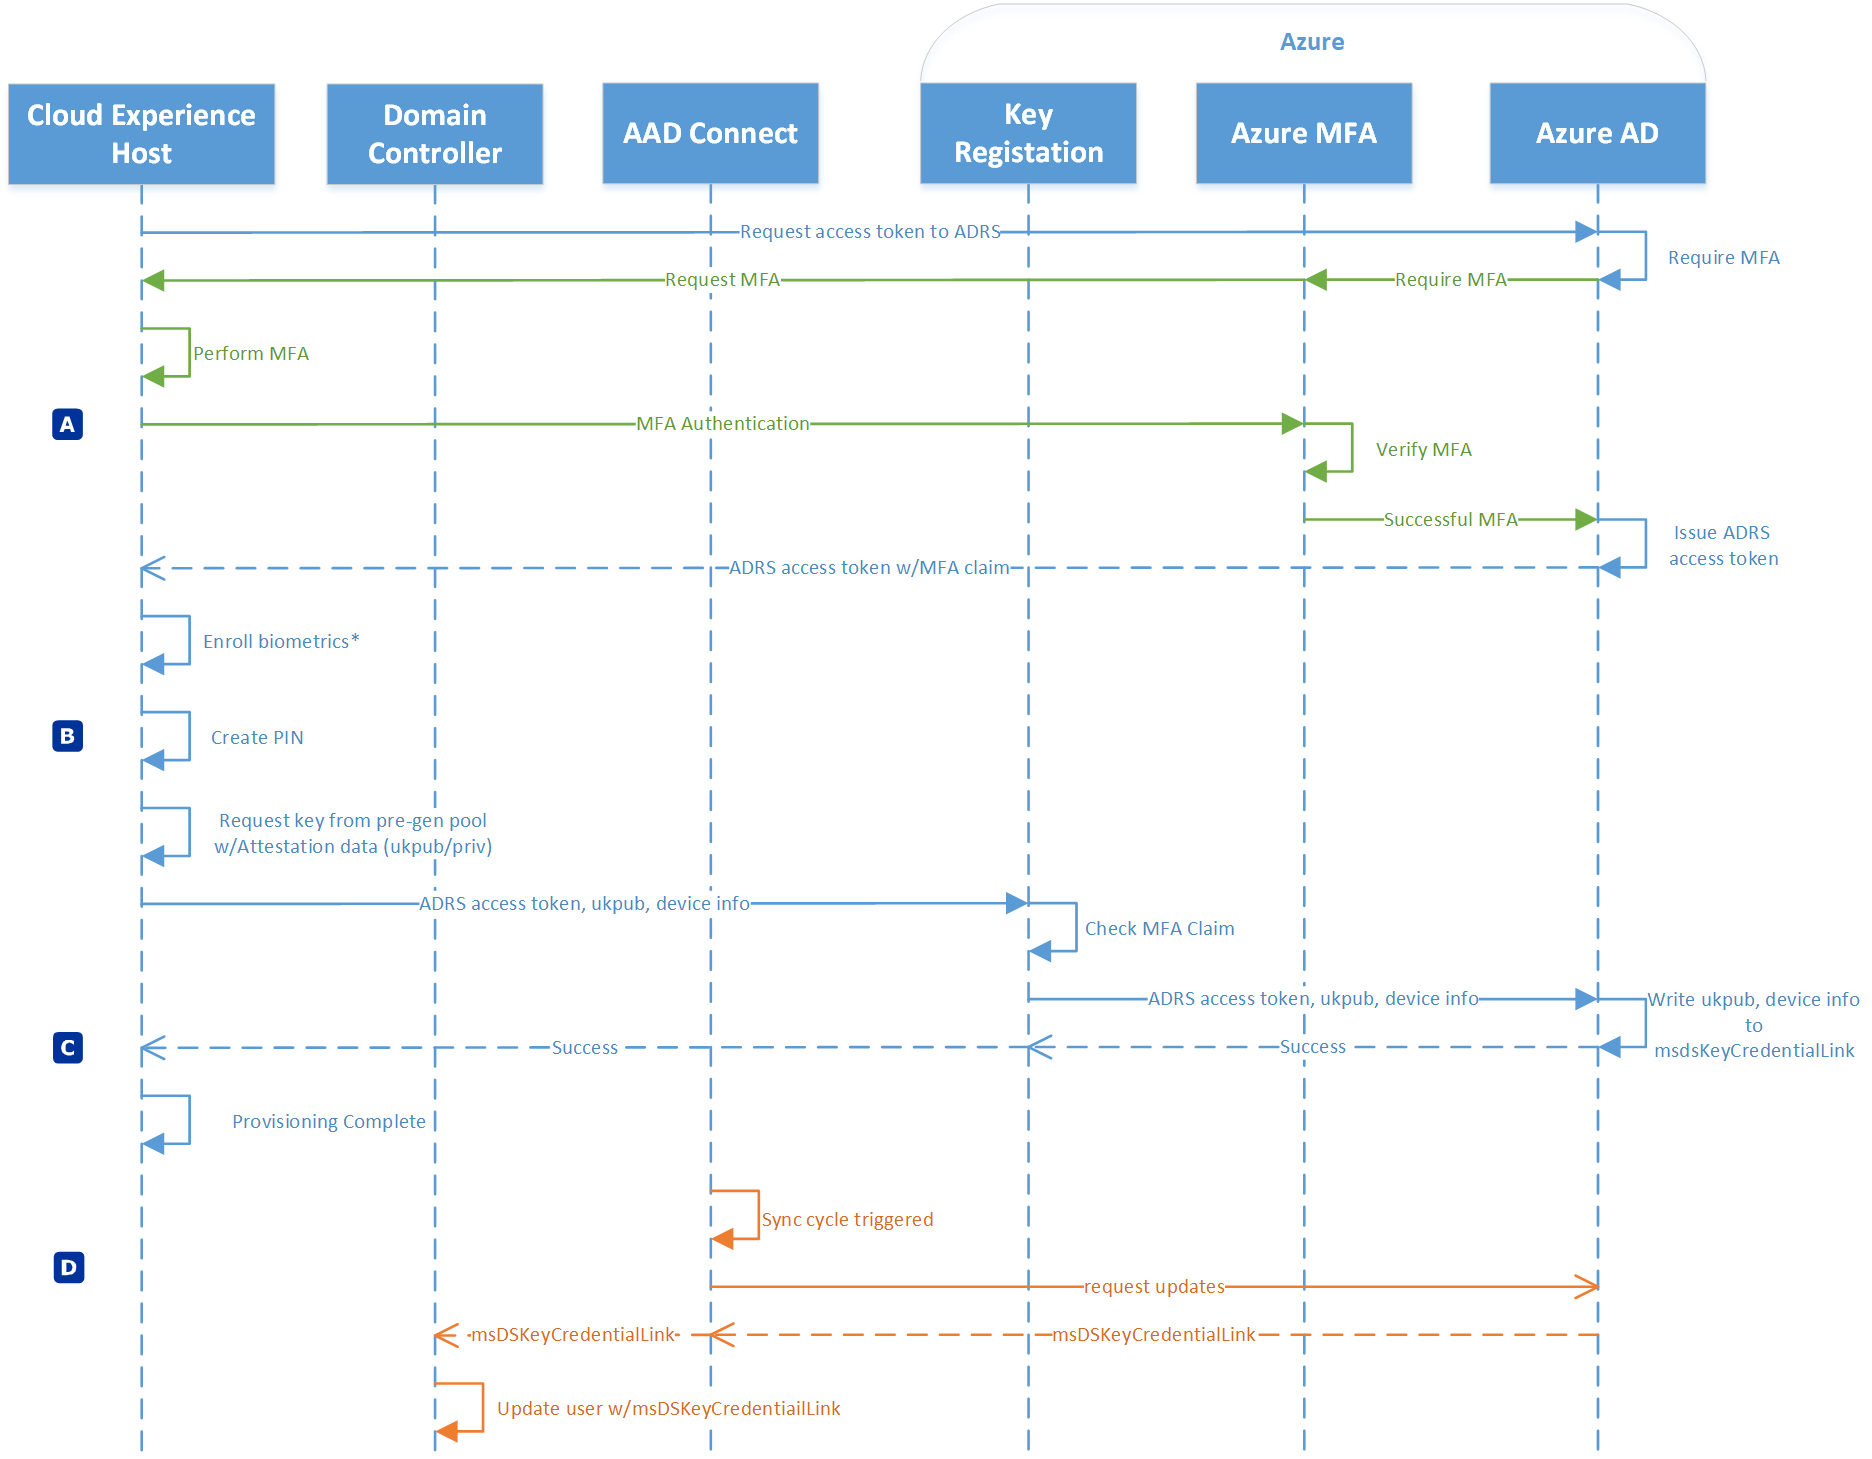 Azure
Cloud Experience
Host
Domain
Controller
AAD Connect
Key
Registation
Azure MFA
Azure AD
Request access token to ADRS
Require MFA
Request MFA
Require MFA
Perform MFA
A
MFA Authentication
Verify MFA
Successful MFA
Issue ADRS
access token
ADRS access token w/MFA claim
Enroll biometrics*
B
Create PIN
Request key from pre-gen pool
w/Attestation data (ukpub/priv)
ADRS access token, ukpub, device info
Check MFA Claim
ADRS access token, ukpub, device info
Write ukpub, device info
to
msdsKeyCredentialLink
C
Success
Success
Provisioning Complete
Sync cycle triggered
D
request updates
msDSKeyCredentialLink
msDSKeyCredentialLink
Update user w/msDSKeyCredentiailLink